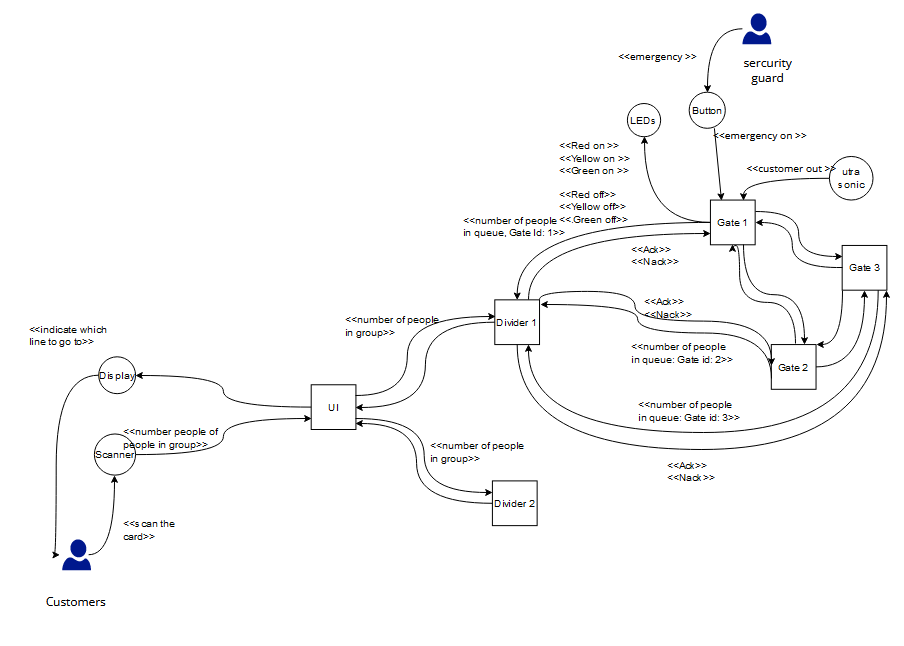 <<emergency >>
sercurity
guard
LEDs
Button
<<emergency on >>
<<Red on >>
<<Yellow on >>
<<Green on >>
<<customer out >>
utra
sonic
<<Red off>>
<<Yellow off>>
<<.Green off>>
<<number of people
in queue, Gate Id: 1>>
Gate 1
<<Ack>>
<<Nack>>
Gate 3
<<Ack>>
<<Nack>>
<<number of people
in group>>
Divider 1
<<indicate which
line to go to>>
<<number of people
in queue: Gate id: 2>>
Gate 2
Display
UI
<<number of people
in queue: Gate id: 3>>
<<number people of
people in group>>
Scanner
<<number of people
in group>>
<<Ack>>
<<Nack>>
Divider 2
<<scan the
card>>
Customers